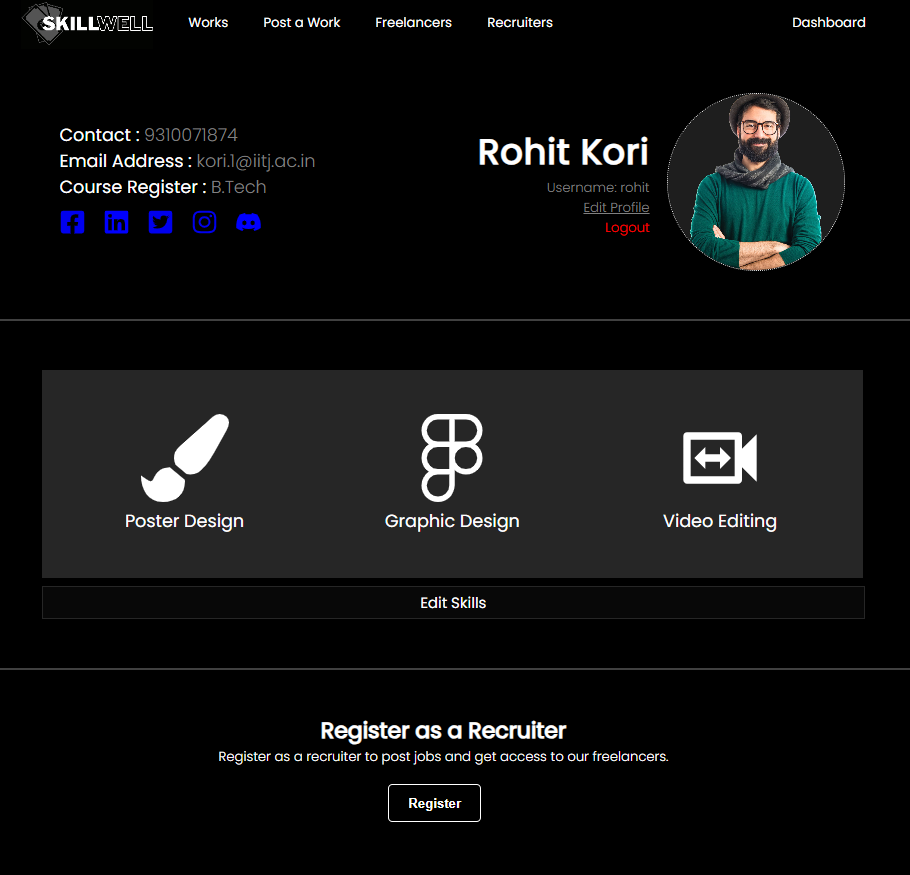 SKILLWELL
Works
Post a Work
Freelancers
Recruiters
Dashboard
Contact : 9310071874
Email Address : kori.1@iitj.ac.in
Course Register : B.Tech
Rohit Kori
Username: rohit
Edit Profile
Logout
Poster Design
Graphic Design
Video Editing
Edit Skills
Register as a Recruiter
Register as a recruiter to post jobs and get access to our freelancers.
Register